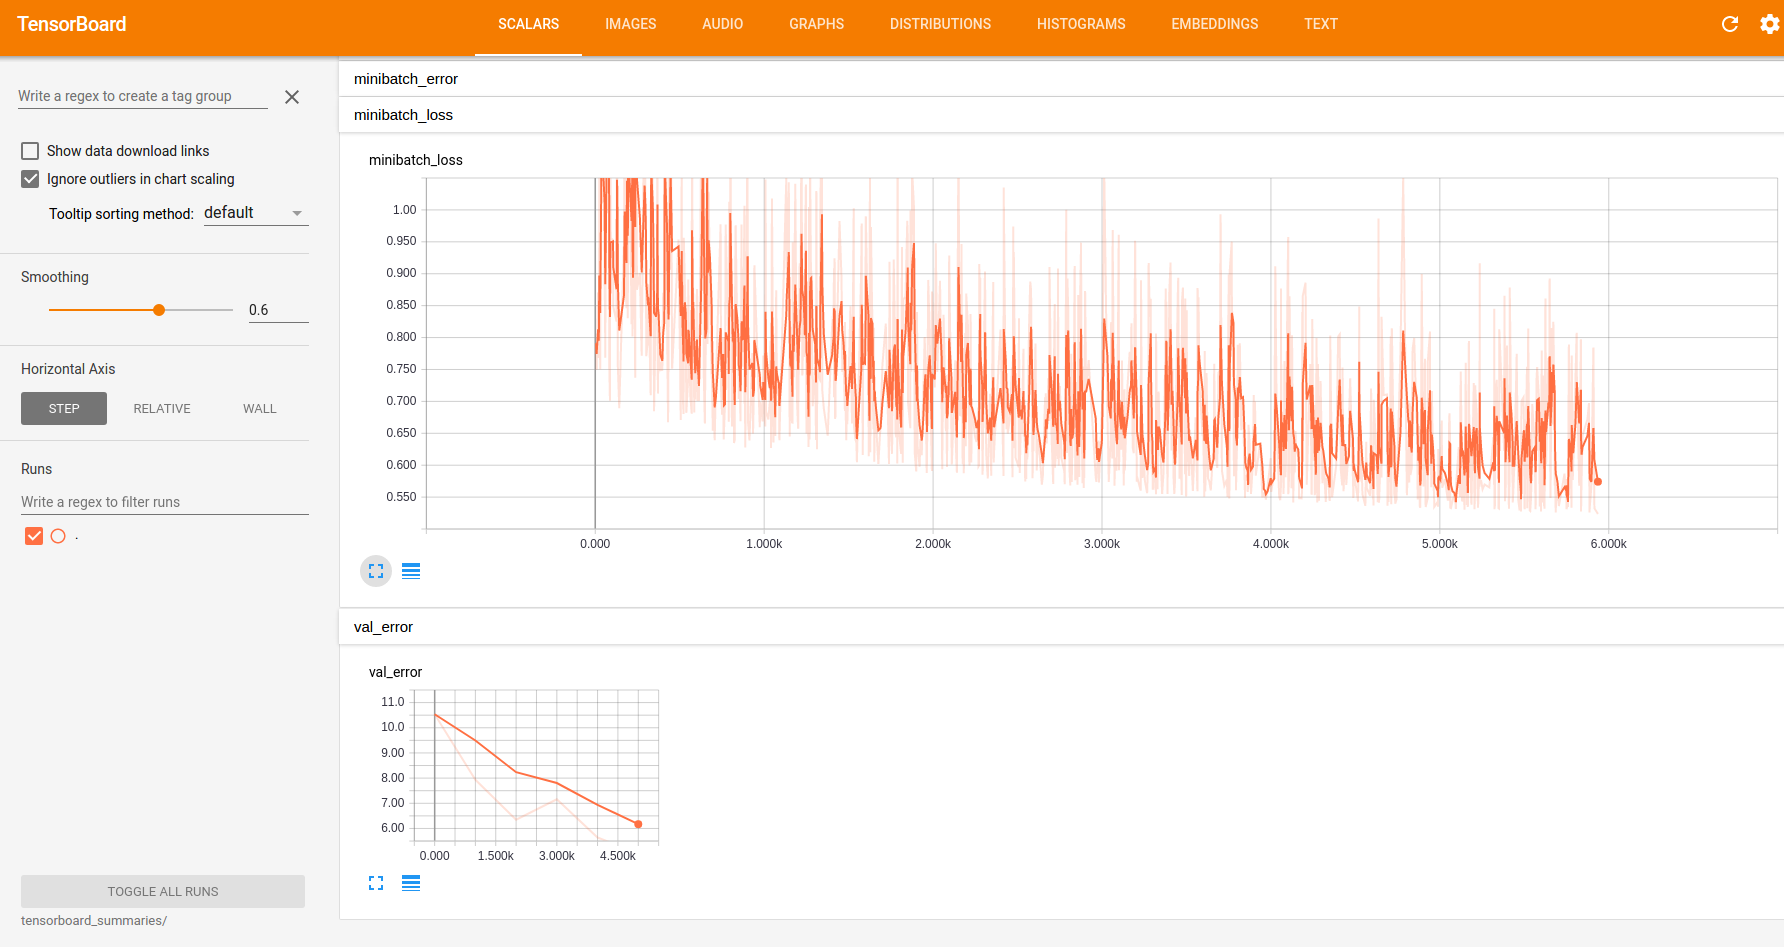 TensorBoard
SCALARS IMAGES AUDIO GRAPHS DISTRIBUTIONS HISTOGRAMS EMBEDDINGS TEXT
Write a regex to create a tag group
Show data download links
Ignore outliers in chart scaling
Tooltip sorting method: default
Smoothing
0.6
Horizontal Axis
STEP RELATIVE WALL
Runs
Write a regex to filter runs
.
TOGGLE ALL RUNS
tensorboard_summaries/
minibatch_error
minibatch_loss
minibatch_loss
1.00
0.950
0.900
0.850
0.800
0.750
0.700
0.650
0.600
0.550
0.000 1.000k 2.000k 3.000k 4.000k 5.000k 6.000k
val_error
val_error
11.0
10.0
9.00
8.00
7.00
6.00
0.000 1.500k 3.000k 4.500k